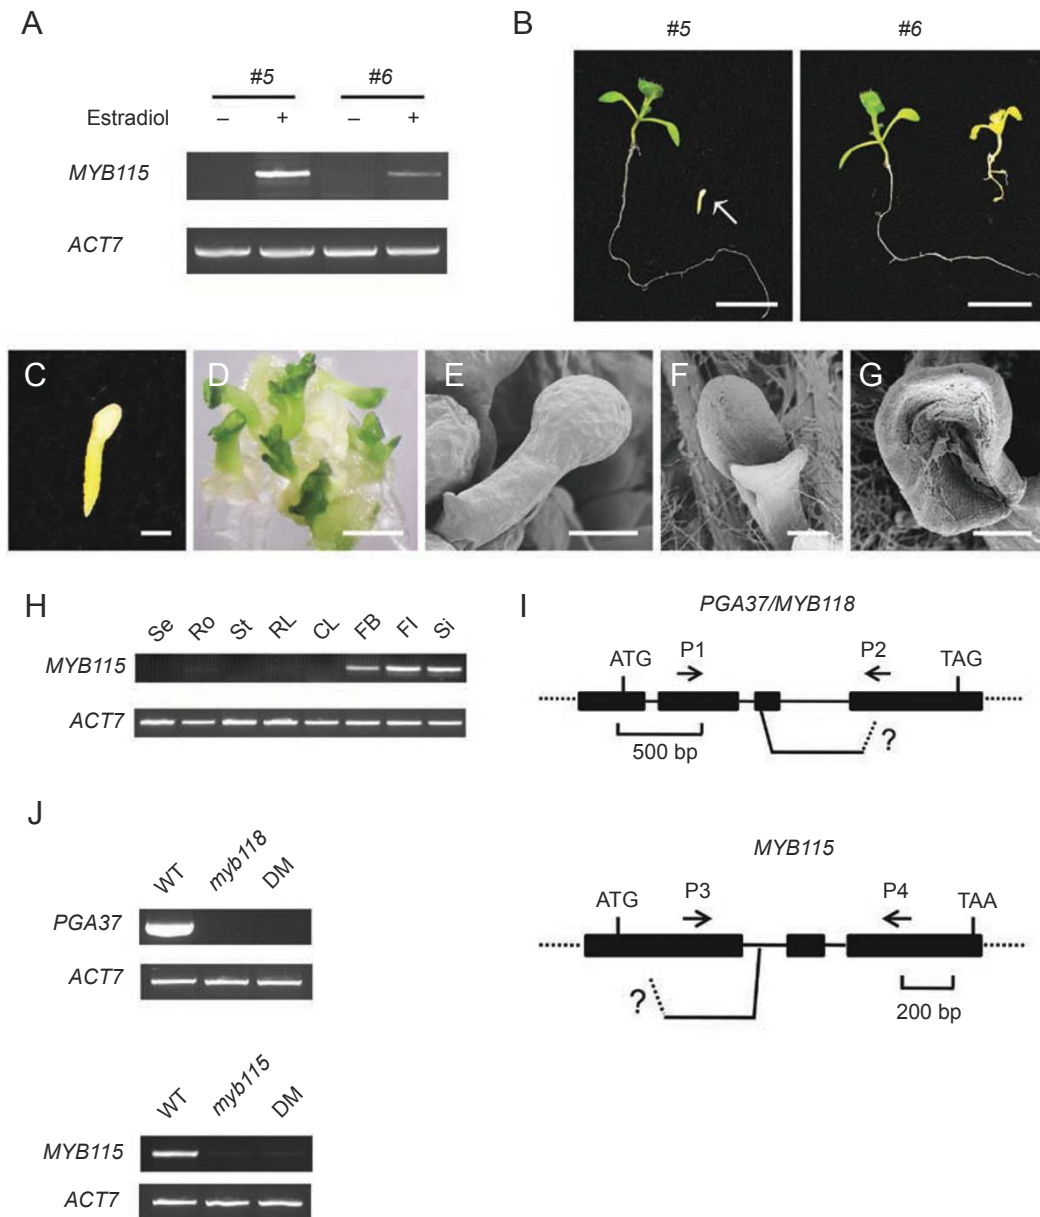 A
#5 #6
Estradiol – + – +
MYB115
ACT7
B
#5 #6
C
D
E
F
G
H
Se Ro St RL CL FB Fl Si
MYB115
ACT7
I
PGA37/MYB118
ATG P1 P2 TAG
500 bp ?
J
WT myb118 DM
PGA37
ACT7
WT myb115 DM
MYB115
ACT7
MYB115
ATG P3 P4 TAA
? 200 bp